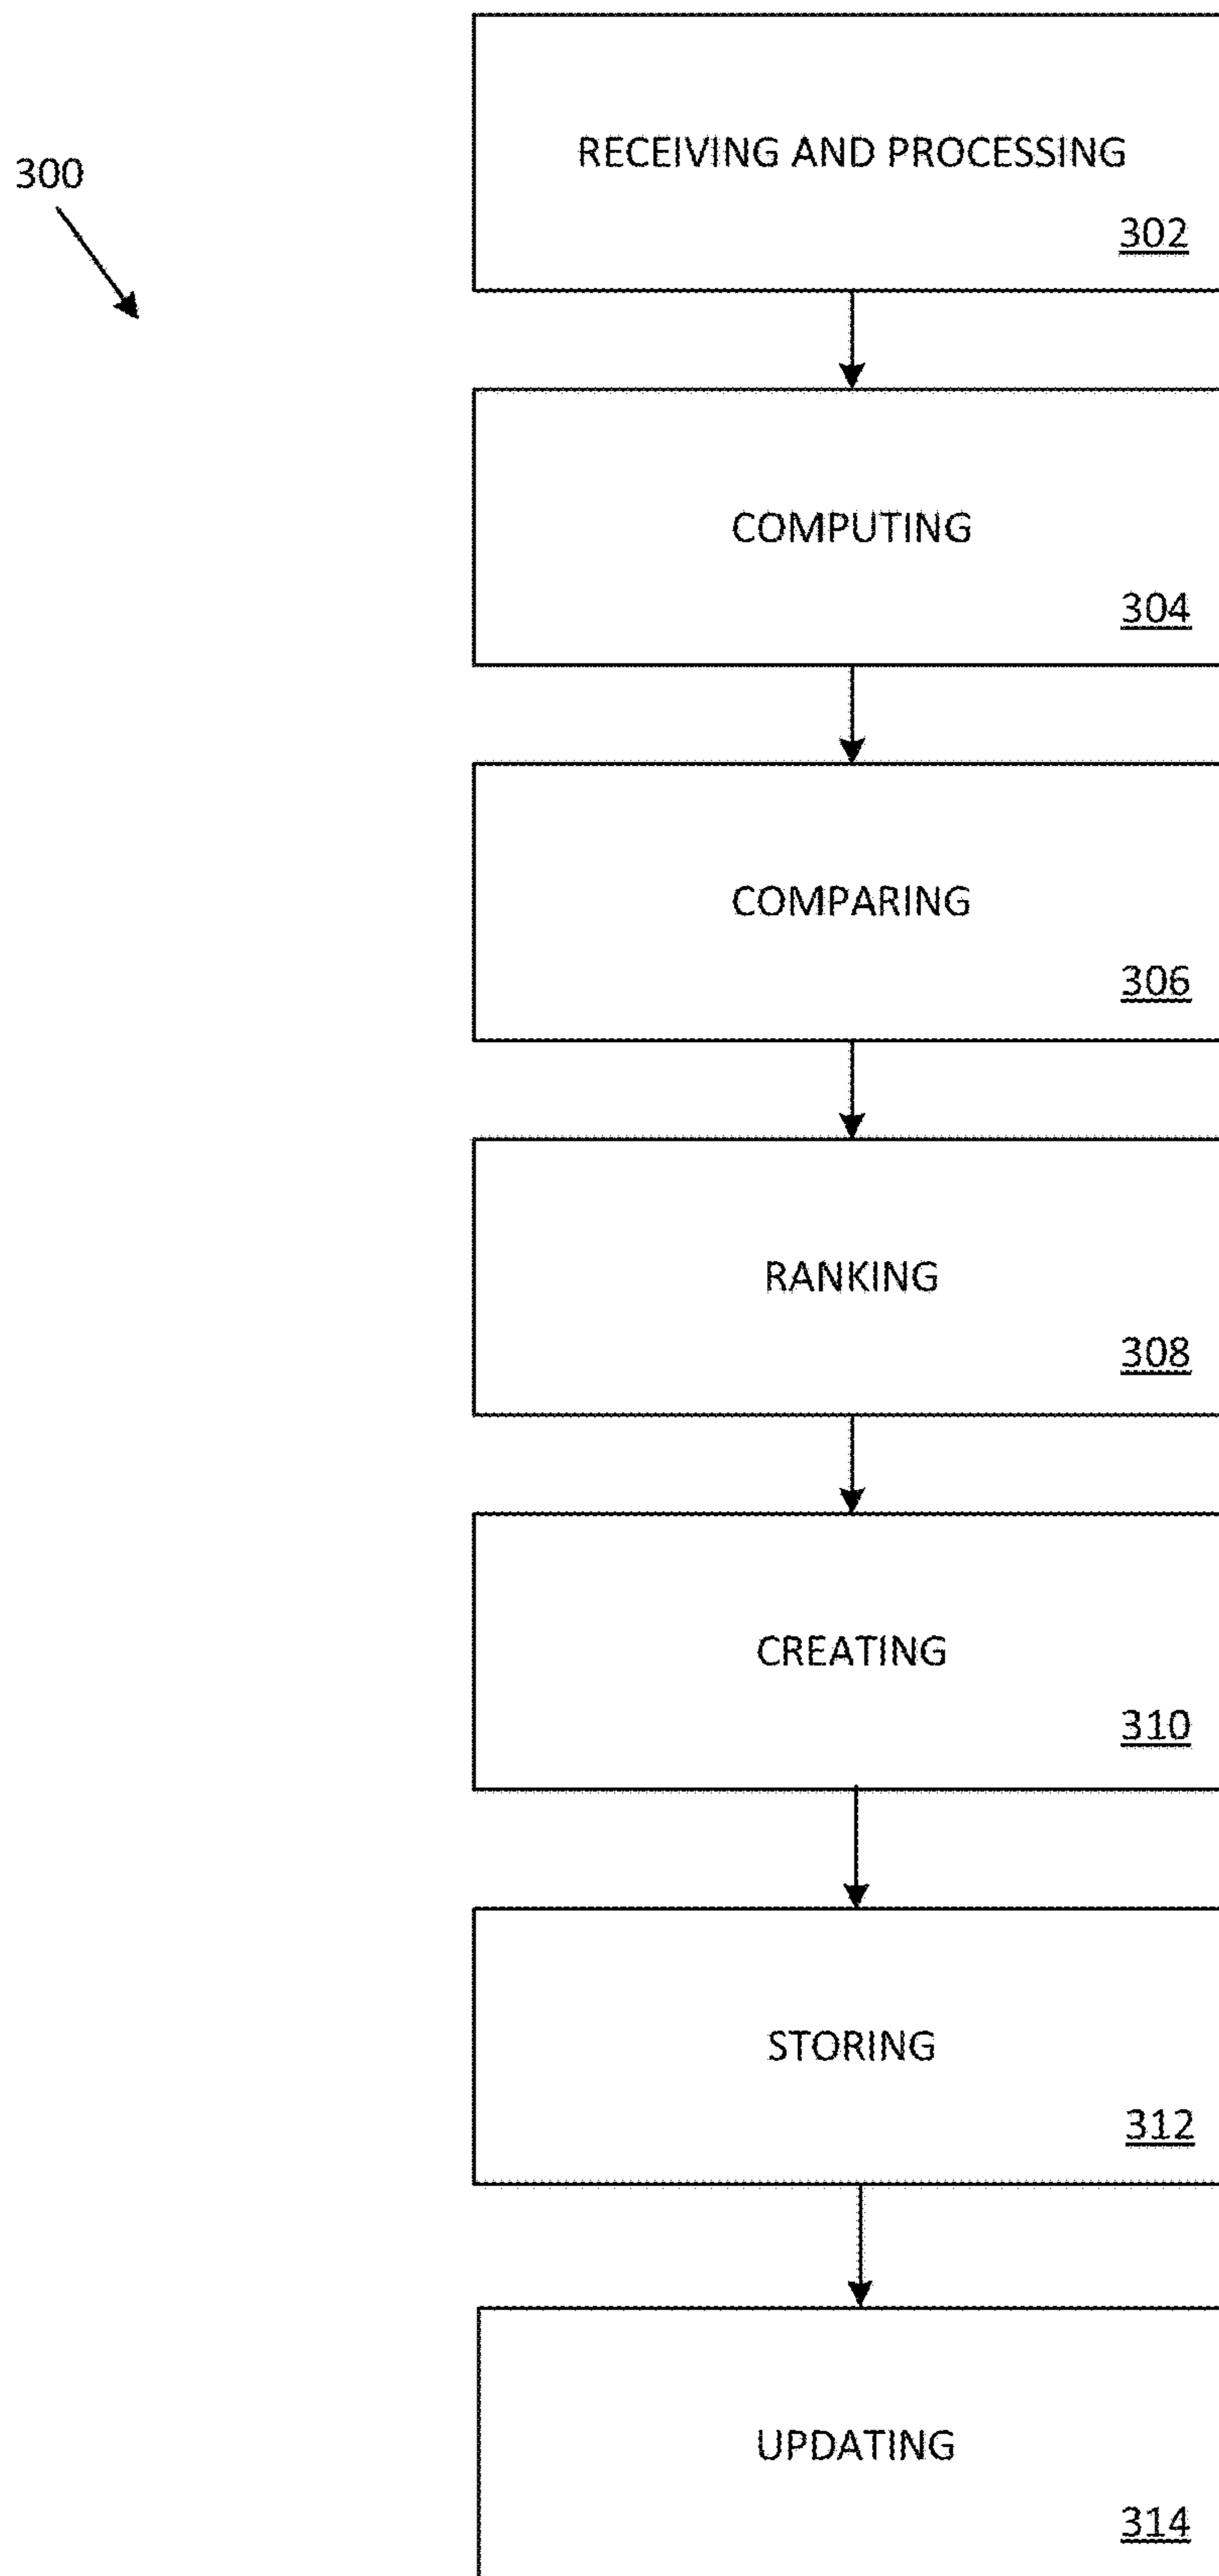 RECEIVING AND PROCESSING
300
302
COMPUTING
304
COMPARING
306
RANKING
308
CREATING
310
STORING
312
UPDATING
314